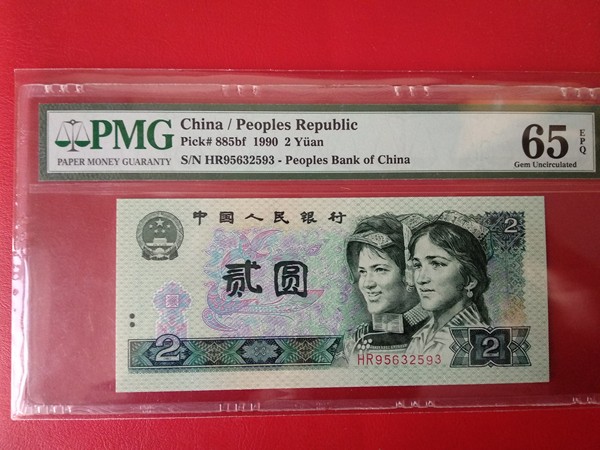 PMG
PAPER MONEY GUARANTY
China / Peoples Republic
Pick# 885bf 1990 2 Yüan
S/N HR95632593 - Peoples Bank of China
65
EPQ
Gem Uncirculated
中国人民银行
2
贰圆
2
HR95632593
2